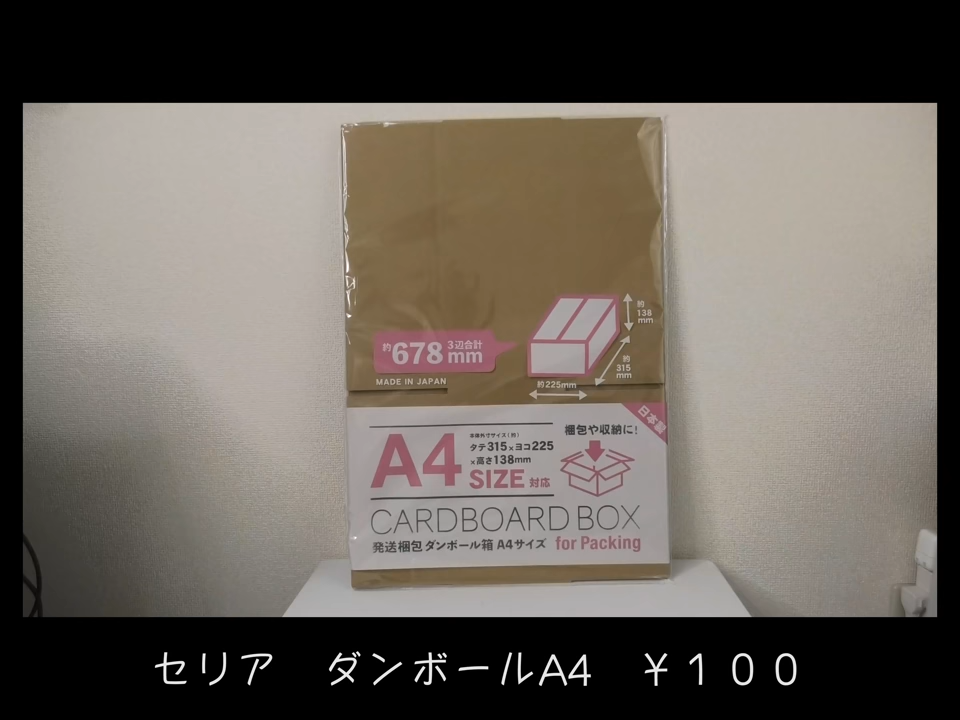 約138mm
約678mm 3辺合計
約315mm
MADE IN JAPAN
約225mm
日本製
梱包や収納に!
A4 SIZE 対応
本体外寸サイズ(約)
タテ315×ヨコ225
×高さ138mm
CARDBOARD BOX
発送梱包 ダンボール箱 A4サイズ for Packing
セリア ダンボールA4 ¥100